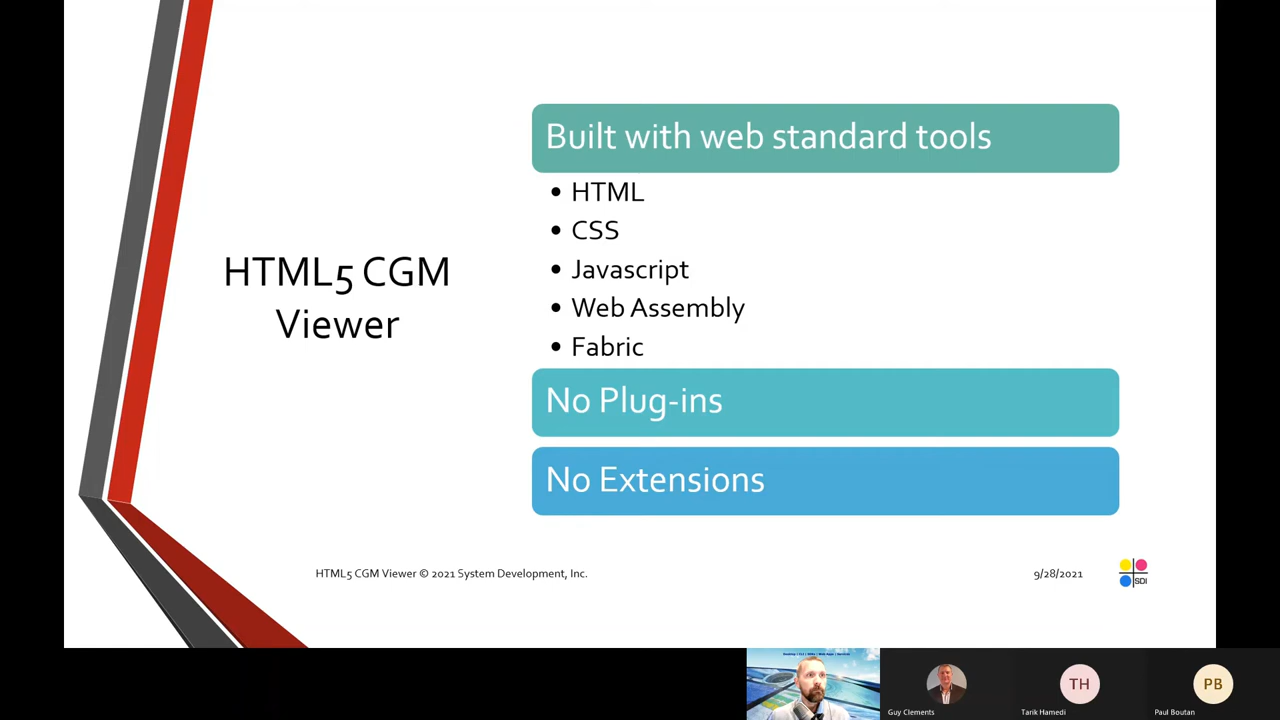 Built with web standard tools
• HTML
• CSS
• Javascript
• Web Assembly
• Fabric
HTML5 CGM
Viewer
No Plug-ins
No Extensions
HTML5 CGM Viewer © 2021 System Development, Inc.
9/28/2021
SDI
TH
PB
Guy Clements
Tarik Hamedi
Paul Boutan